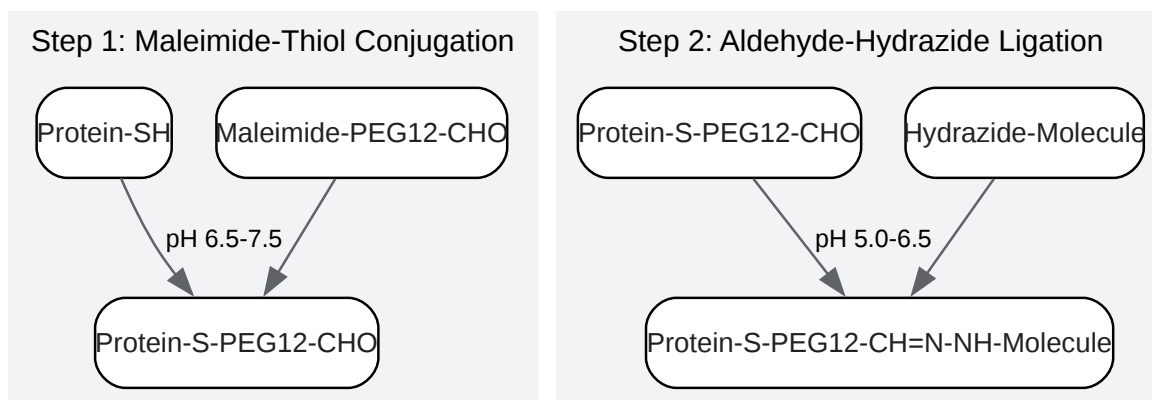 Step 1: Maleimide-Thiol Conjugation
Protein-SH
Maleimide-PEG12-CHO
pH 6.5-7.5
Protein-S-PEG12-CHO
Step 2: Aldehyde-Hydrazide Ligation
Protein-S-PEG12-CHO
Hydrazide-Molecule
pH 5.0-6.5
Protein-S-PEG12-CH=N-NH-Molecule